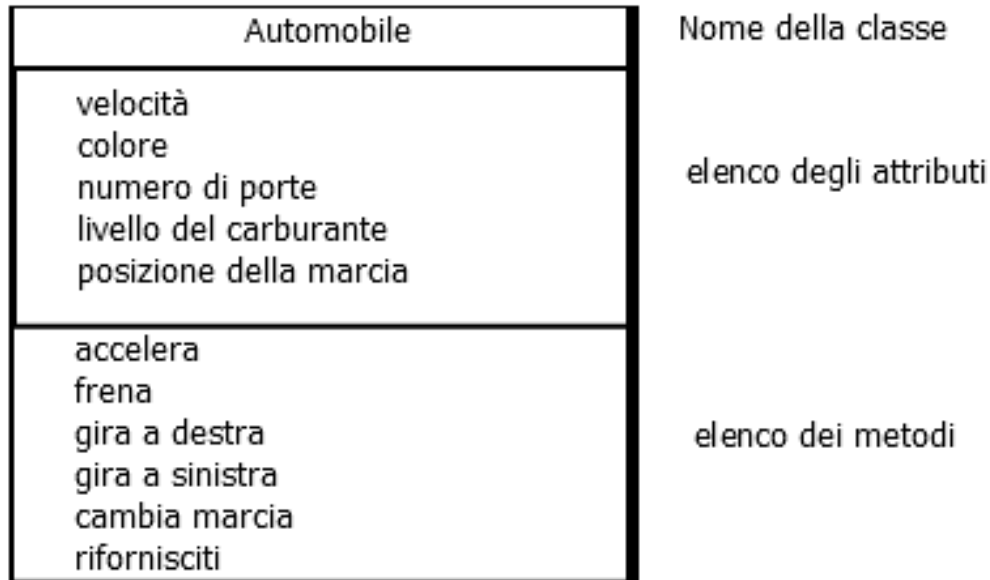 Automobile
Nome della classe
velocità
colore
numero di porte
livello del carburante
posizione della marcia
elenco degli attributi
accelera
frena
gira a destra
gira a sinistra
cambia marcia
rifornisciti
elenco dei metodi